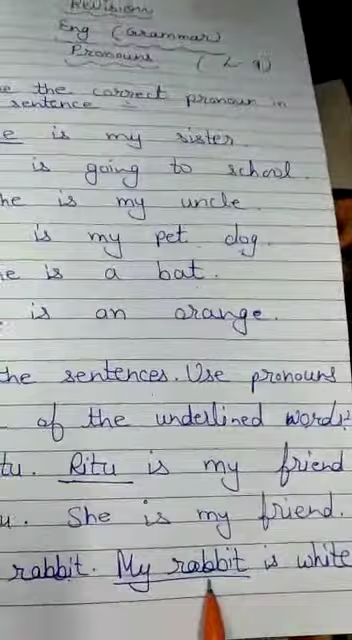 Revision
Eng (Grammar)
Pronouns (L-9)
the correct pronoun in
sentence :-
is my sister.
is going to school.
he is my uncle.
is my pet dog.
is a bat.
is an orange.
the sentences. Use pronouns
of the underlined words:
Ritu is my friend
She is my friend.
rabbit. My rabbit is white